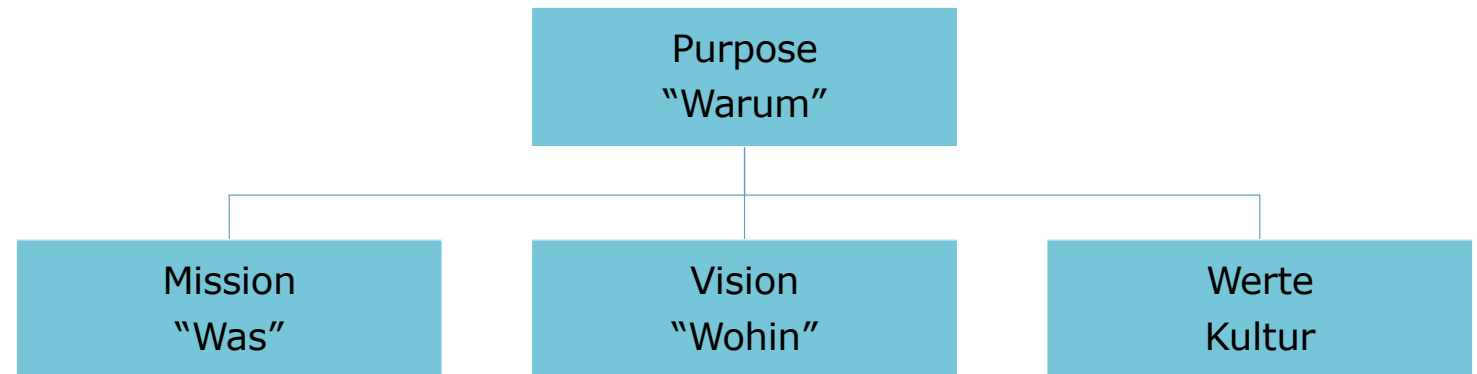 Purpose
“Warum”
Mission
“Was”
Vision
“Wohin”
Werte
Kultur